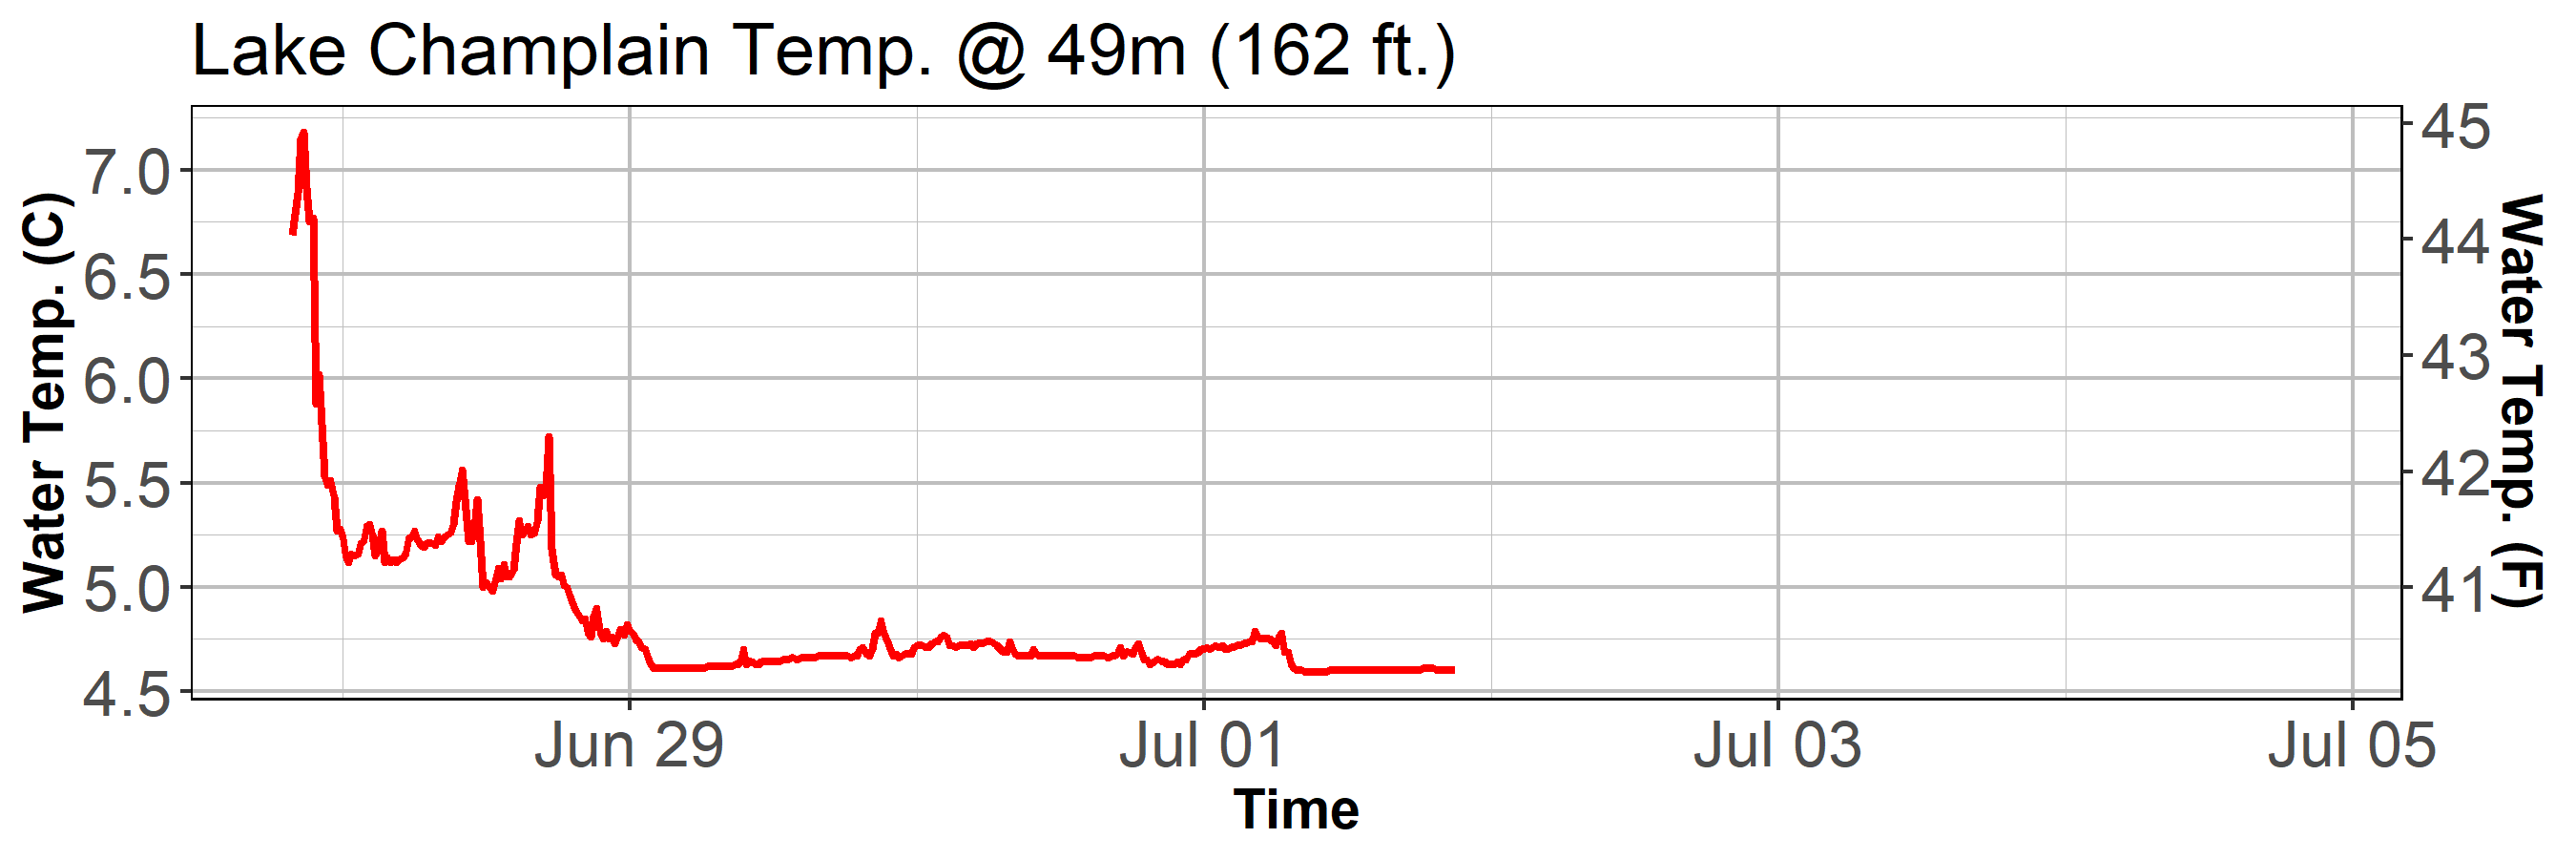 Lake Champlain Temp. @ 49m (162 ft.)
Water Temp. (C)
7.0
6.5
6.0
5.5
5.0
4.5
45
44
43
42
41
Water Temp. (F)
Jun 29 Jul 01 Jul 03 Jul 05
Time